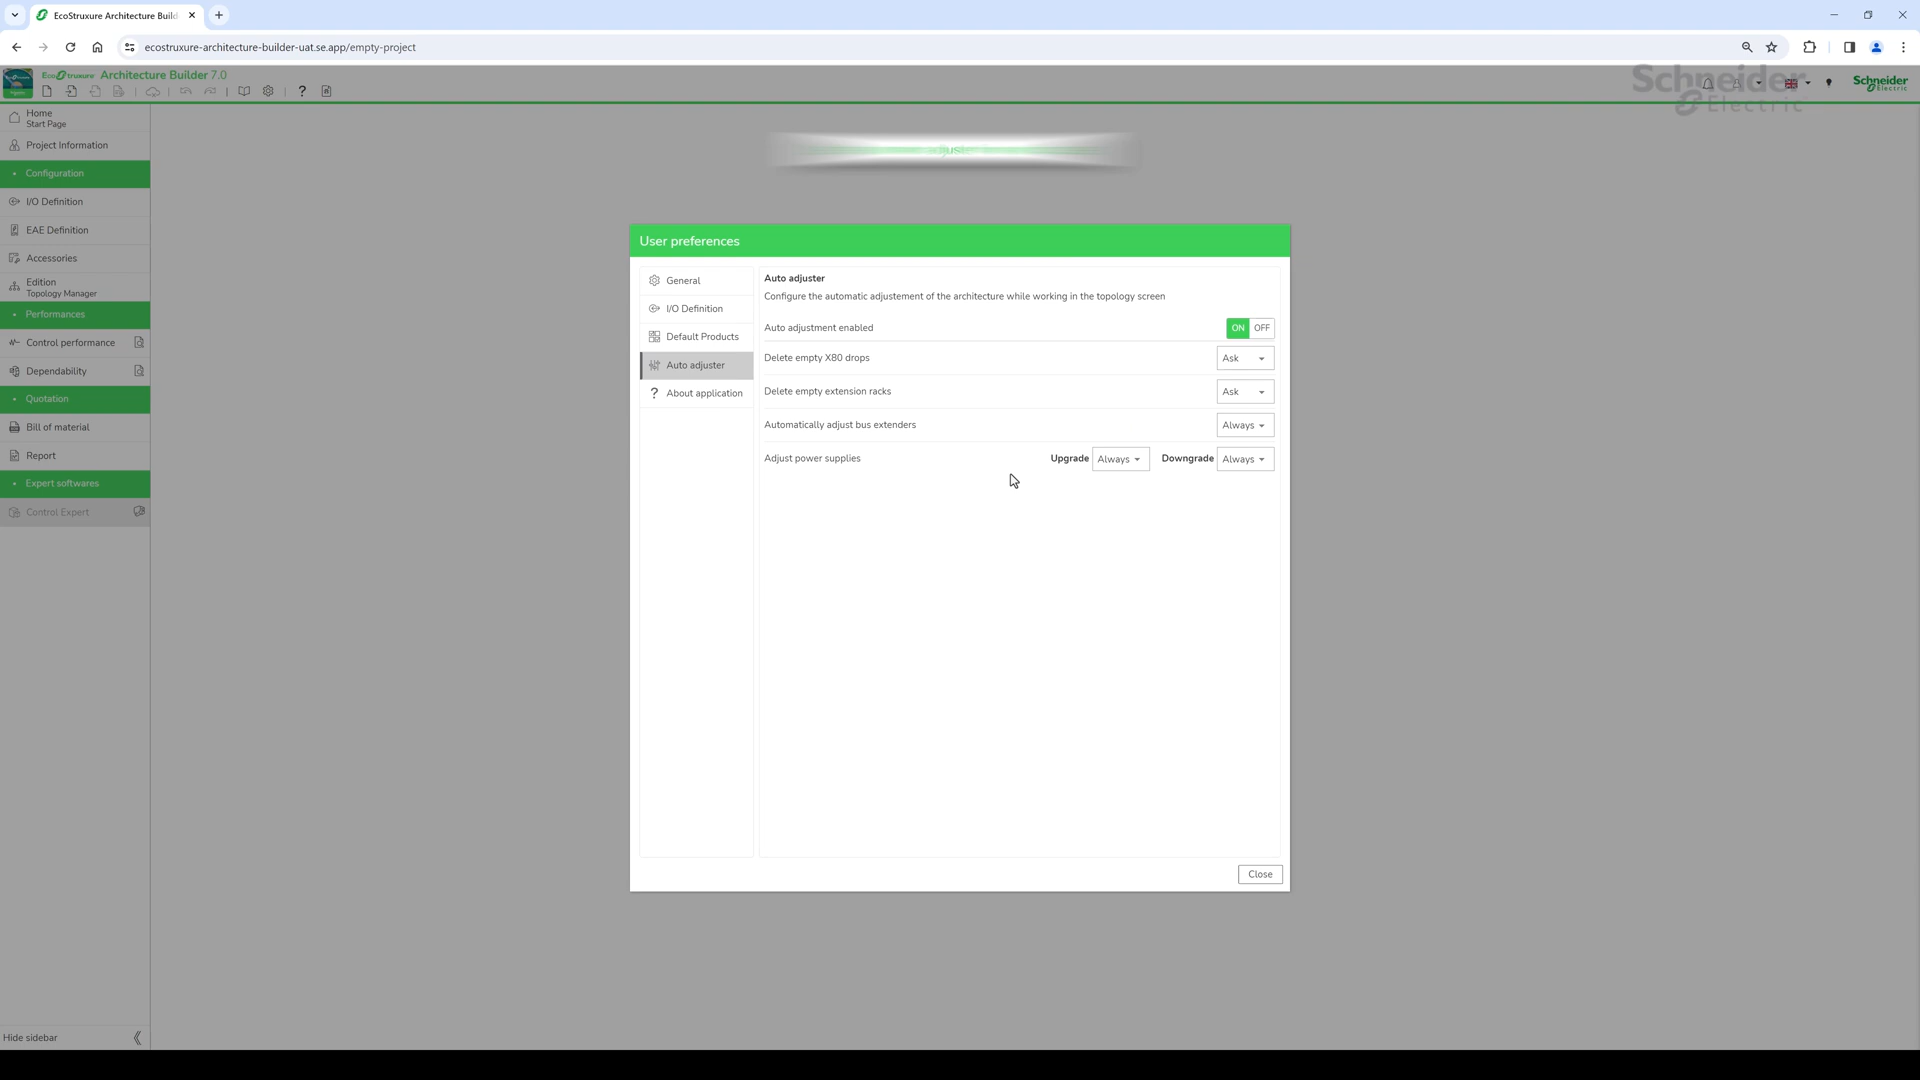 EcoStruxure Architecture Build
ecostruxure-architecture-builder-uat.se.app/empty-project
EcoStruxure Architecture Builder 7.0
Schneider Electric
Schneider Electric
Home
Start Page
Project Information
Configuration
I/O Definition
EAE Definition
Accessories
Edition
Topology Manager
Performances
Control performance
Dependability
Quotation
Bill of material
Report
Expert softwares
Control Expert
Hide sidebar
User preferences
General
I/O Definition
Default Products
Auto adjuster
? About application
Auto adjuster
Configure the automatic adjustement of the architecture while working in the topology screen
Auto adjustment enabled ON OFF
Delete empty X80 drops Ask
Delete empty extension racks Ask
Automatically adjust bus extenders Always
Adjust power supplies Upgrade Always Downgrade Always
Close